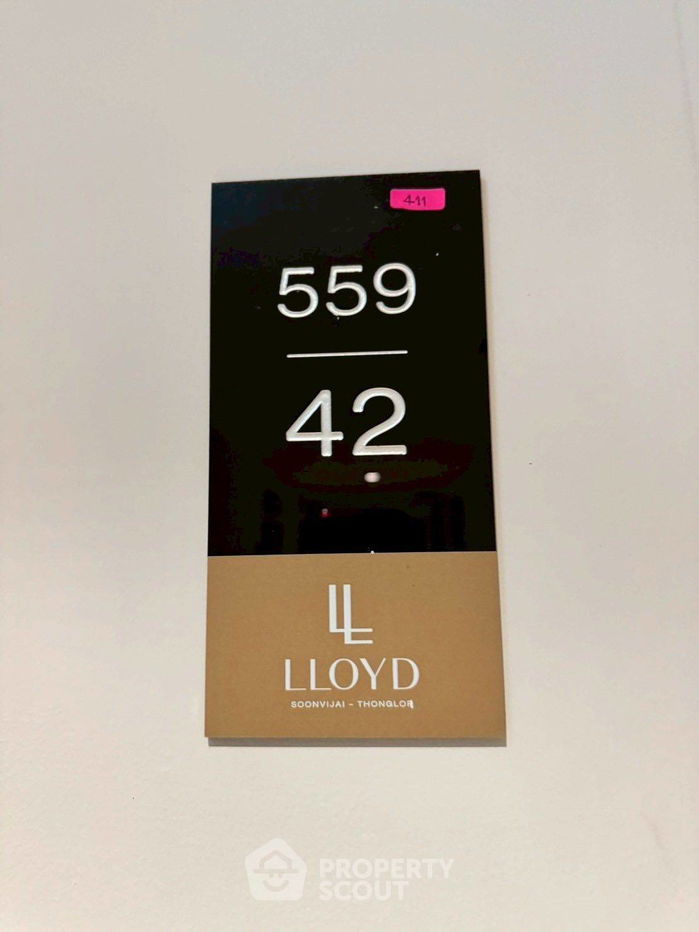 4-11
559
42
LL
LLOYD
SOONVIJAI - THONGLOR
PROPERTY
SCOUT